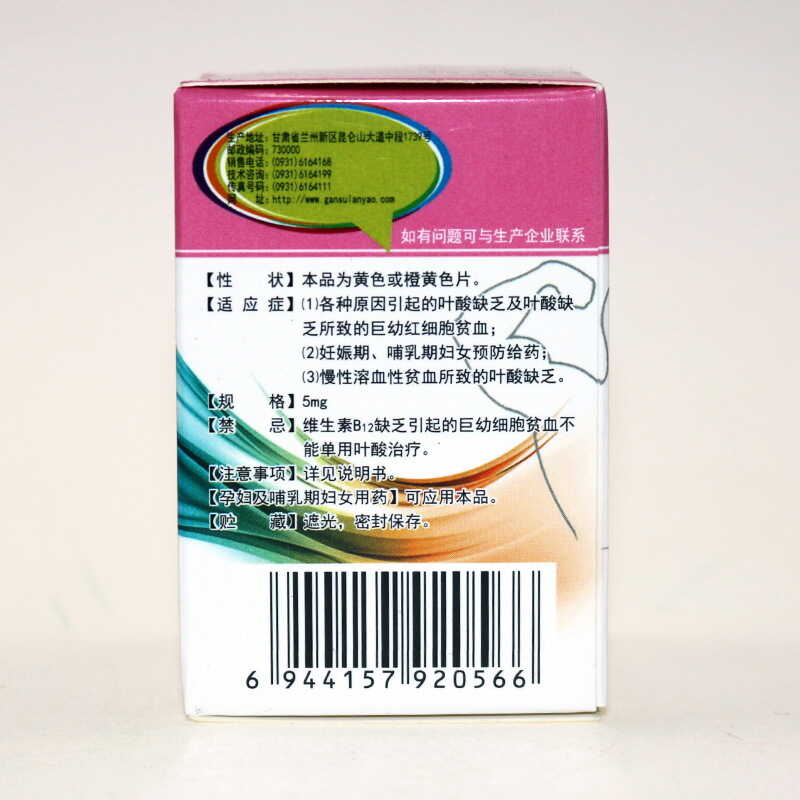 生产地址: 甘肃省兰州新区昆仑山大道中段1739号
邮政编码: 730000
销售电话: (0931)6164168
技术咨询: (0931)6164199
传真号码: (0931)6164111
网 址: http://www.gansulanyao.com
如有问题可与生产企业联系
【性 状】本品为黄色或橙黄色片。
【适 应 症】⑴各种原因引起的叶酸缺乏及叶酸缺
乏所致的巨幼红细胞贫血;
⑵妊娠期、哺乳期妇女预防给药;
⑶慢性溶血性贫血所致的叶酸缺乏。
【规 格】5mg
【禁 忌】维生素B₁₂缺乏引起的巨幼细胞贫血不
能单用叶酸治疗。
【注意事项】详见说明书。
【孕妇及哺乳期妇女用药】可应用本品。
【贮 藏】遮光,密封保存。
6 944157 920566